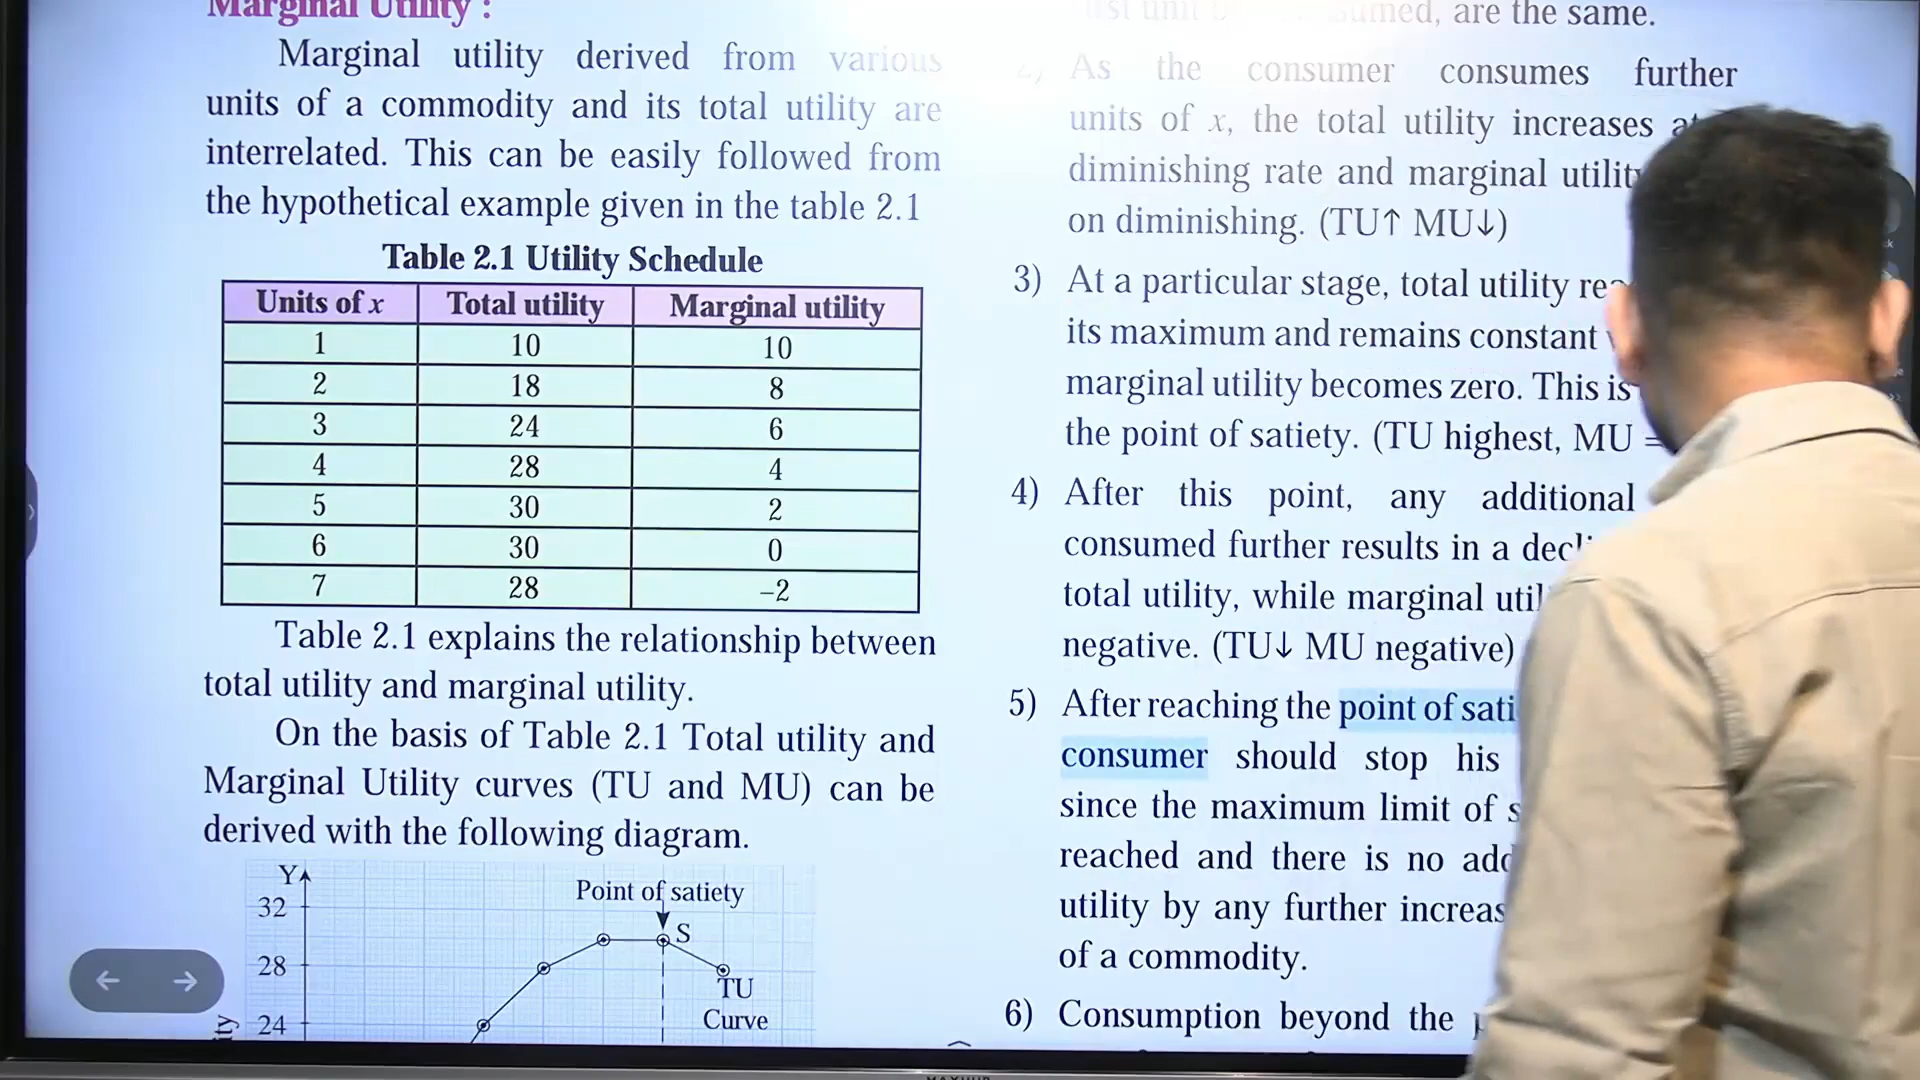 Marginal Utility :
Marginal utility derived from various
units of a commodity and its total utility are
interrelated. This can be easily followed from
the hypothetical example given in the table 2.1
Table 2.1 Utility Schedule
Units of x Total utility Marginal utility
1 10 10
2 18 8
3 24 6
4 28 4
5 30 2
6 30 0
7 28 –2
Table 2.1 explains the relationship between
total utility and marginal utility.
On the basis of Table 2.1 Total utility and
Marginal Utility curves (TU and MU) can be
derived with the following diagram.
Y
Point of satiety
32
S
28
TU
Curve
24
are the same.
As the consumer consumes further
units of x, the total utility increases
diminishing rate and marginal
on diminishing. (TU↑ MU↓)
3) At a particular stage, total utility
its maximum and remains constant
marginal utility becomes zero. This is
the point of satiety. (TU highest, MU =
4) After this point, any additional
consumed further results in a
total utility, while marginal
negative. (TU↓ MU negative)
5) After reaching the point of
consumer should stop his
since the maximum limit of
reached and there is no
utility by any further
of a commodity.
6) Consumption beyond the